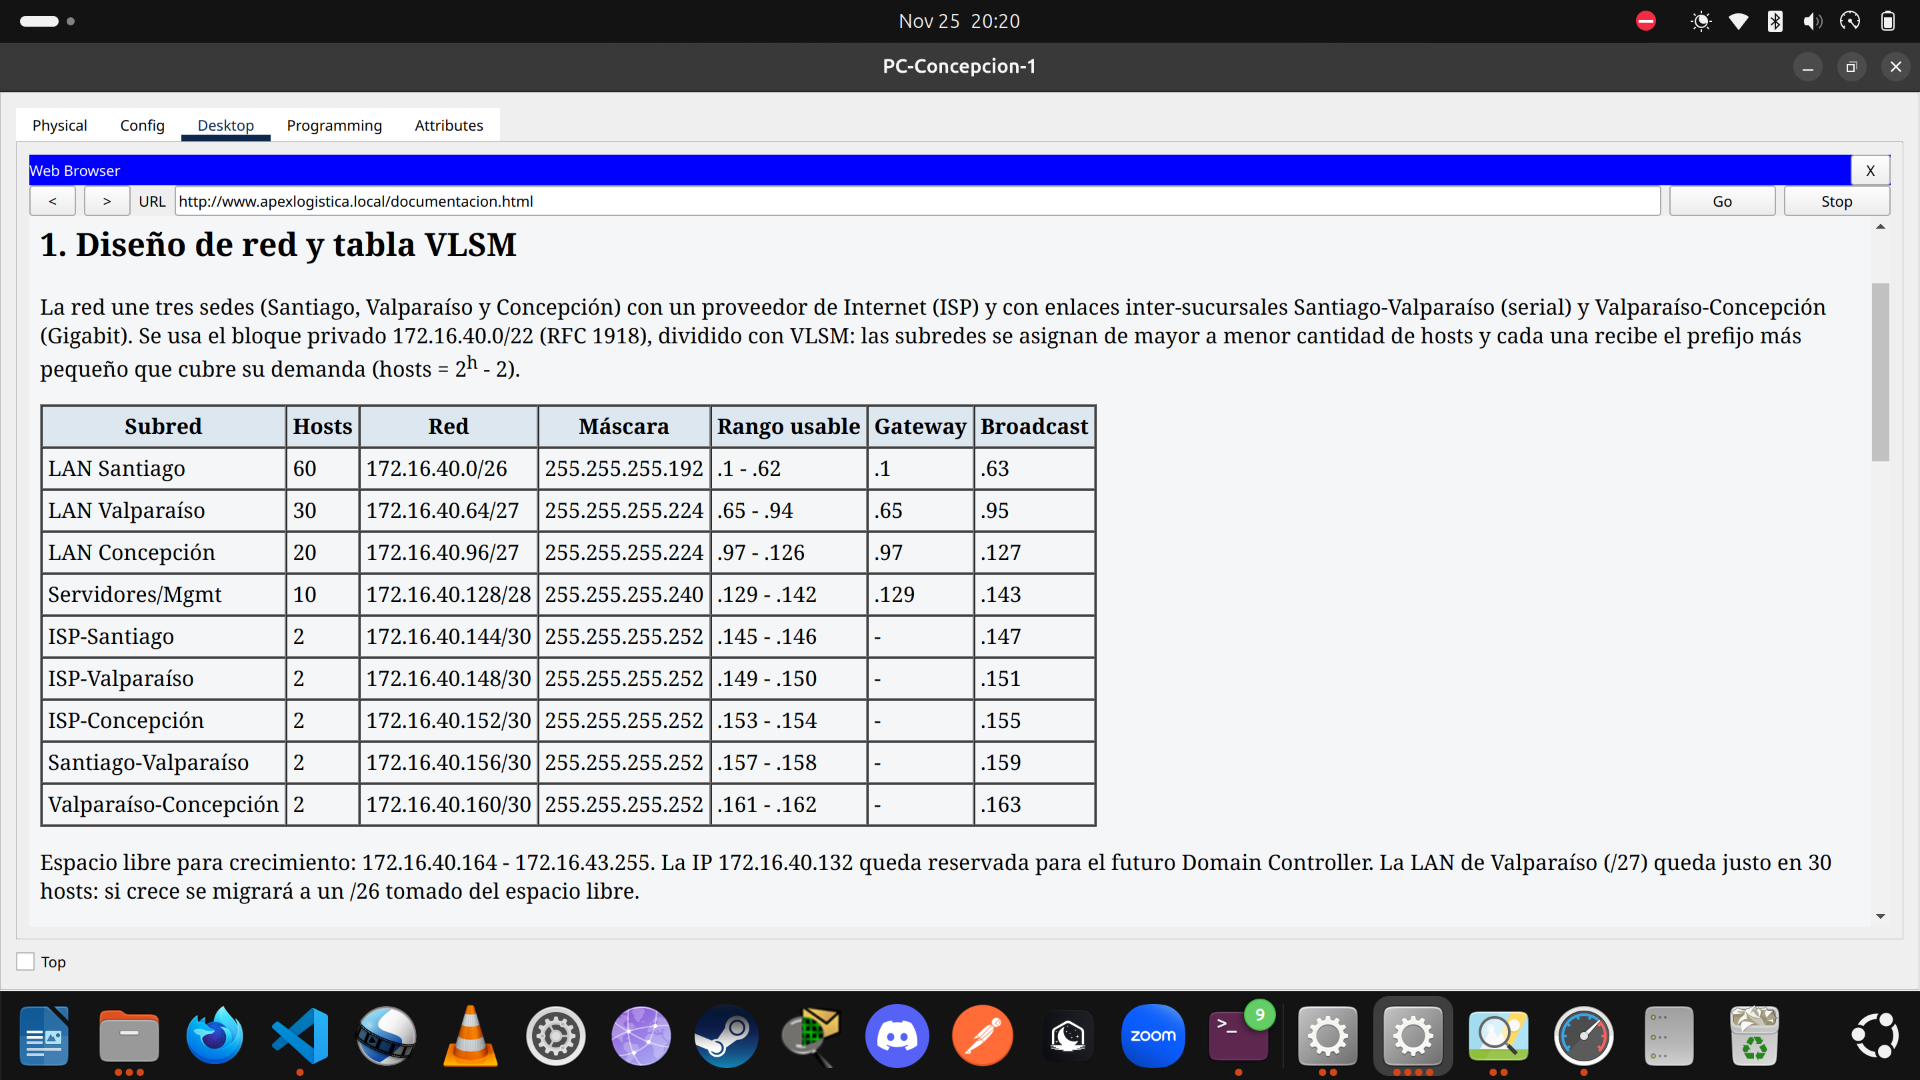 Nov 25 20:20
PC-Concepcion-1
Physical Config Desktop Programming Attributes
Web Browser X
< > URL http://www.apexlogistica.local/documentacion.html Go Stop
1. Diseño de red y tabla VLSM
La red une tres sedes (Santiago, Valparaíso y Concepción) con un proveedor de Internet (ISP) y con enlaces inter-sucursales Santiago-Valparaíso (serial) y Valparaíso-Concepción
(Gigabit). Se usa el bloque privado 172.16.40.0/22 (RFC 1918), dividido con VLSM: las subredes se asignan de mayor a menor cantidad de hosts y cada una recibe el prefijo más
pequeño que cubre su demanda (hosts = 2h - 2).
Subred Hosts Red Máscara Rango usable Gateway Broadcast
LAN Santiago 60 172.16.40.0/26 255.255.255.192 .1 - .62 .1 .63
LAN Valparaíso 30 172.16.40.64/27 255.255.255.224 .65 - .94 .65 .95
LAN Concepción 20 172.16.40.96/27 255.255.255.224 .97 - .126 .97 .127
Servidores/Mgmt 10 172.16.40.128/28 255.255.255.240 .129 - .142 .129 .143
ISP-Santiago 2 172.16.40.144/30 255.255.255.252 .145 - .146 - .147
ISP-Valparaíso 2 172.16.40.148/30 255.255.255.252 .149 - .150 - .151
ISP-Concepción 2 172.16.40.152/30 255.255.255.252 .153 - .154 - .155
Santiago-Valparaíso 2 172.16.40.156/30 255.255.255.252 .157 - .158 - .159
Valparaíso-Concepción 2 172.16.40.160/30 255.255.255.252 .161 - .162 - .163
Espacio libre para crecimiento: 172.16.40.164 - 172.16.43.255. La IP 172.16.40.132 queda reservada para el futuro Domain Controller. La LAN de Valparaíso (/27) queda justo en 30
hosts: si crece se migrará a un /26 tomado del espacio libre.
Top
zoom >_ 9